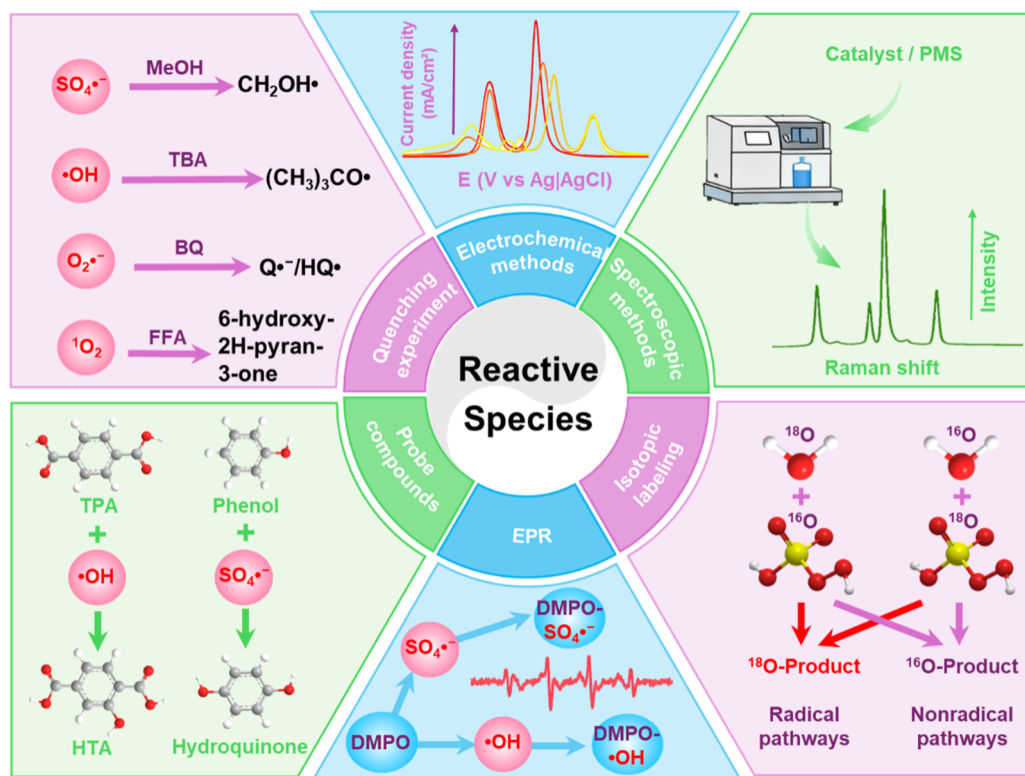 SO₄•⁻
MeOH
CH₂OH•
•OH
TBA
(CH₃)₃CO•
O₂•⁻
BQ
Q•⁻/HQ•
¹O₂
FFA
6-hydroxy-
2H-pyran-
3-one
Current density
(mA/cm²)
E (V vs Ag|AgCl)
Catalyst / PMS
Intensity
Raman shift
Quenching
experiment
Electrochemical
methods
Spectroscopic
methods
Reactive
Species
Probe
compounds
EPR
Isotopic
labeling
TPA
+
•OH
HTA
Phenol
+
SO₄•⁻
Hydroquinone
SO₄•⁻
DMPO-
SO₄•⁻
DMPO
•OH
DMPO-
•OH
¹⁸O
+
¹⁶O
¹⁶O
+
¹⁸O
¹⁸O-Product
¹⁶O-Product
Radical
pathways
Nonradical
pathways